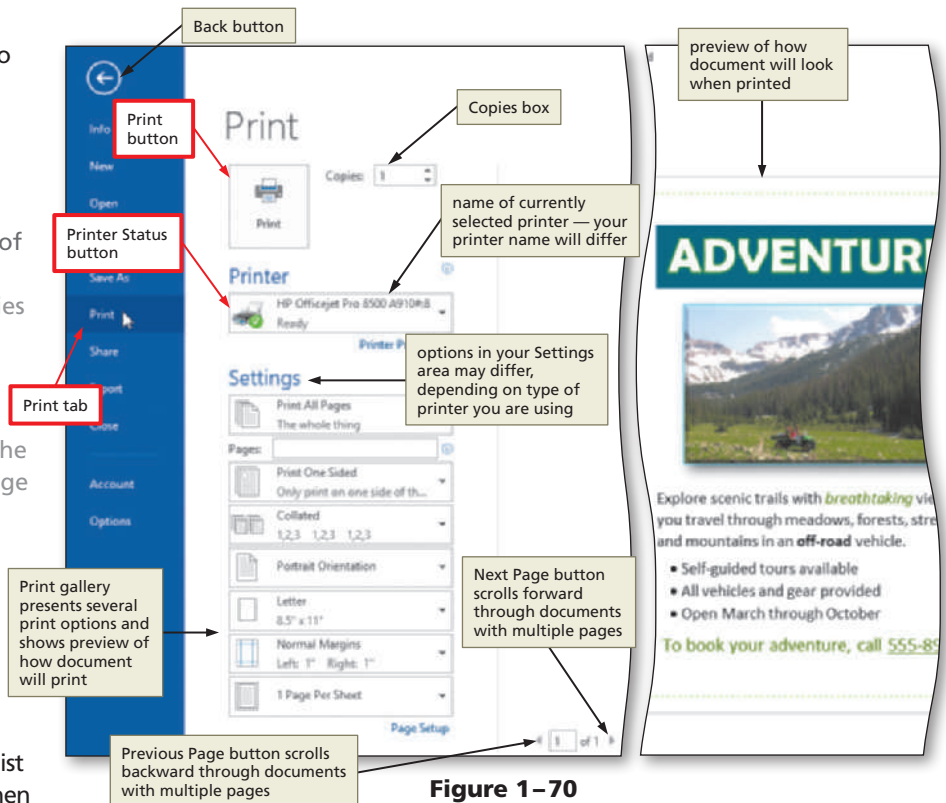 Back button
preview of how
document will look
when printed
Print
button
Copies box
Info
New
Open
Save As
Print
Share
Close
Account
Options
Print
Print
Copies: 1
name of currently
selected printer — your
printer name will differ
Printer Status
button
Printer
HP Officejet Pro 8500 A910#:8
Ready
Printer
options in your Settings
area may differ,
depending on type of
printer you are using
Print tab
Settings
Print All Pages
The whole thing
Pages:
Print One Sided
Only print on one side of th...
Collated
1,2,3 1,2,3 1,2,3
Portrait Orientation
Letter
8.5" x 11"
Normal Margins
Left: 1" Right: 1"
1 Page Per Sheet
Page Setup
Print gallery
presents several
print options and
shows preview of
how document
will print
Next Page button
scrolls forward
through documents
with multiple pages
1 of 1
Previous Page button scrolls
backward through documents
with multiple pages
ADVENTUR
Explore scenic trails with breathtaking vie
you travel through meadows, forests, stre
and mountains in an off-road vehicle.
• Self-guided tours available
• All vehicles and gear provided
• Open March through October
To book your adventure, call 555-89
Figure 1–70
of
he
ge
ist